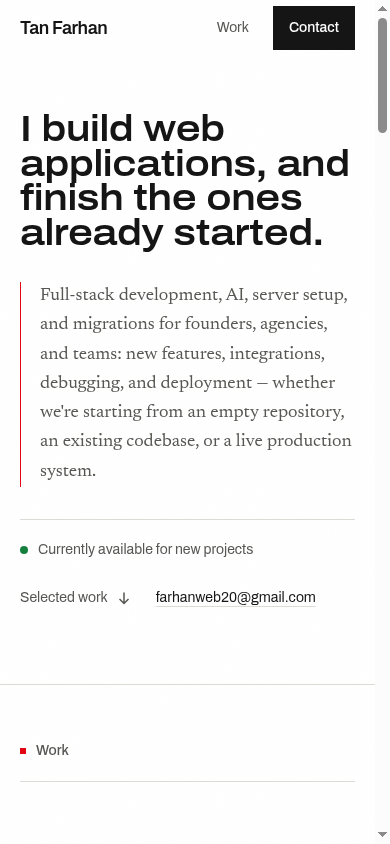 Tan Farhan
Work
Contact
I build web
applications, and
finish the ones
already started.
Full-stack development, AI, server setup,
and migrations for founders, agencies,
and teams: new features, integrations,
debugging, and deployment — whether
we're starting from an empty repository,
an existing codebase, or a live production
system.
Currently available for new projects
Selected work ↓ farhanweb20@gmail.com
Work